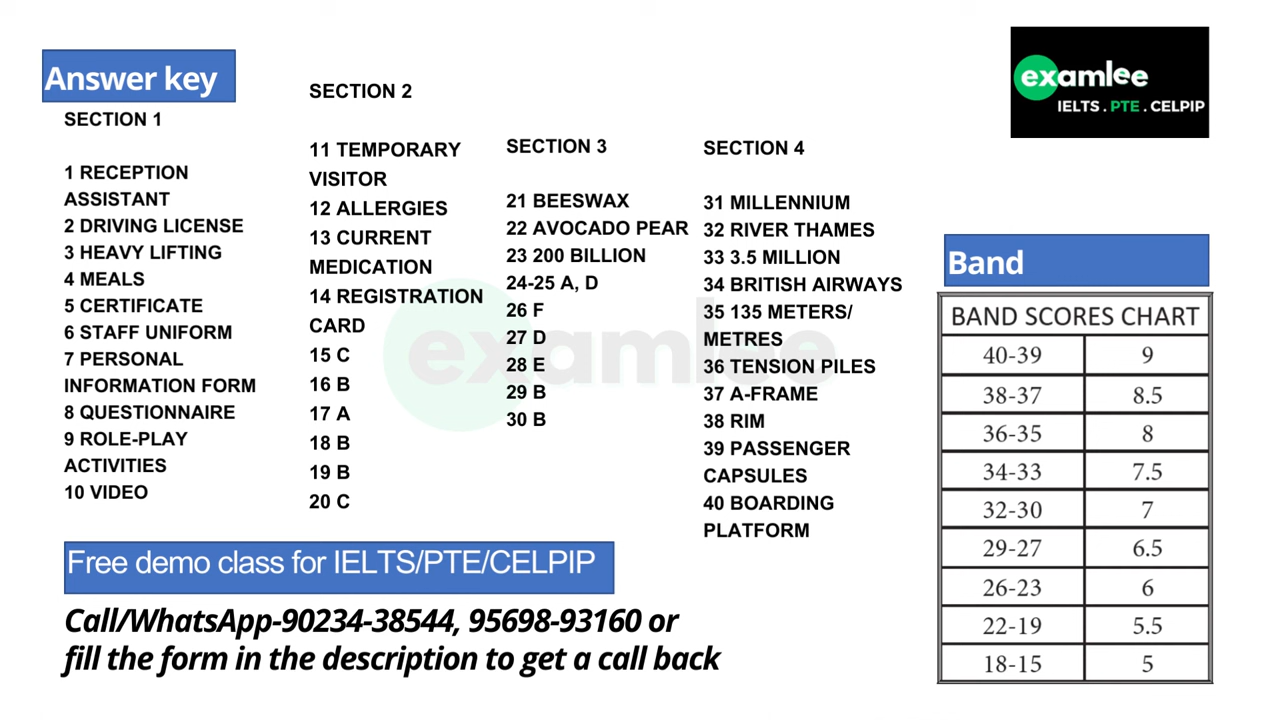 Answer key
SECTION 1
1 RECEPTION
ASSISTANT
2 DRIVING LICENSE
3 HEAVY LIFTING
4 MEALS
5 CERTIFICATE
6 STAFF UNIFORM
7 PERSONAL
INFORMATION FORM
8 QUESTIONNAIRE
9 ROLE-PLAY
ACTIVITIES
10 VIDEO
SECTION 2
11 TEMPORARY
VISITOR
12 ALLERGIES
13 CURRENT
MEDICATION
14 REGISTRATION
CARD
15 C
16 B
17 A
18 B
19 B
20 C
SECTION 3
21 BEESWAX
22 AVOCADO PEAR
23 200 BILLION
24-25 A, D
26 F
27 D
28 E
29 B
30 B
SECTION 4
31 MILLENNIUM
32 RIVER THAMES
33 3.5 MILLION
34 BRITISH AIRWAYS
35 135 METERS/
METRES
36 TENSION PILES
37 A-FRAME
38 RIM
39 PASSENGER
CAPSULES
40 BOARDING
PLATFORM
examlee
examlee
IELTS . PTE . CELPIP
Band
BAND SCORES CHART
40-39 9
38-37 8.5
36-35 8
34-33 7.5
32-30 7
29-27 6.5
26-23 6
22-19 5.5
18-15 5
Free demo class for IELTS/PTE/CELPIP
Call/WhatsApp-90234-38544, 95698-93160 or
fill the form in the description to get a call back